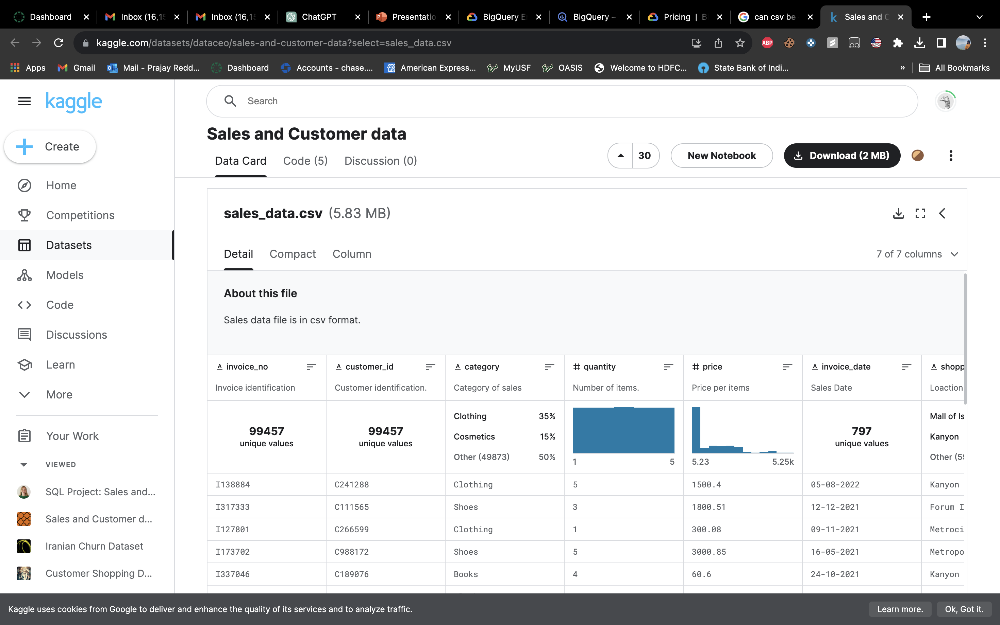 Dashboard
Inbox (16,1
Inbox (16,1
ChatGPT
Presentatio
BigQuery E
BigQuery –
Pricing | B
can csv be
Sales and C
kaggle.com/datasets/dataceo/sales-and-customer-data?select=sales_data.csv
ABP
Apps
Gmail
Mail - Prajay Redd...
Dashboard
Accounts - chase....
American Express...
MyUSF
OASIS
Welcome to HDFC...
State Bank of Indi...
»
All Bookmarks
kaggle
Search
Create
Home
Competitions
Datasets
Models
Code
Discussions
Learn
More
Your Work
VIEWED
SQL Project: Sales and...
Sales and Customer d...
Iranian Churn Dataset
Customer Shopping D...
Sales and Customer data
Data Card Code (5) Discussion (0)
30
New Notebook
Download (2 MB)
sales_data.csv (5.83 MB)
Detail Compact Column
7 of 7 columns
About this file
Sales data file is in csv format.
A invoice_no A customer_id A category # quantity # price A invoice_date A shopp
Invoice identification Customer identification. Category of sales Number of items. Price per items Sales Date Loaction
99457 unique values
99457 unique values
Clothing 35%
Cosmetics 15%
Other (49873) 50%
1 5
5.23 5.25k
797 unique values
Mall of Is
Kanyon
Other (59
I138884 C241288 Clothing 5 1500.4 05-08-2022 Kanyon
I317333 C111565 Shoes 3 1800.51 12-12-2021 Forum I
I127801 C266599 Clothing 1 300.08 09-11-2021 Metroci
I173702 C988172 Shoes 5 3000.85 16-05-2021 Metropo
I337046 C189076 Books 4 60.6 24-10-2021 Kanyon
Kaggle uses cookies from Google to deliver and enhance the quality of its services and to analyze traffic.
Learn more.
Ok, Got it.